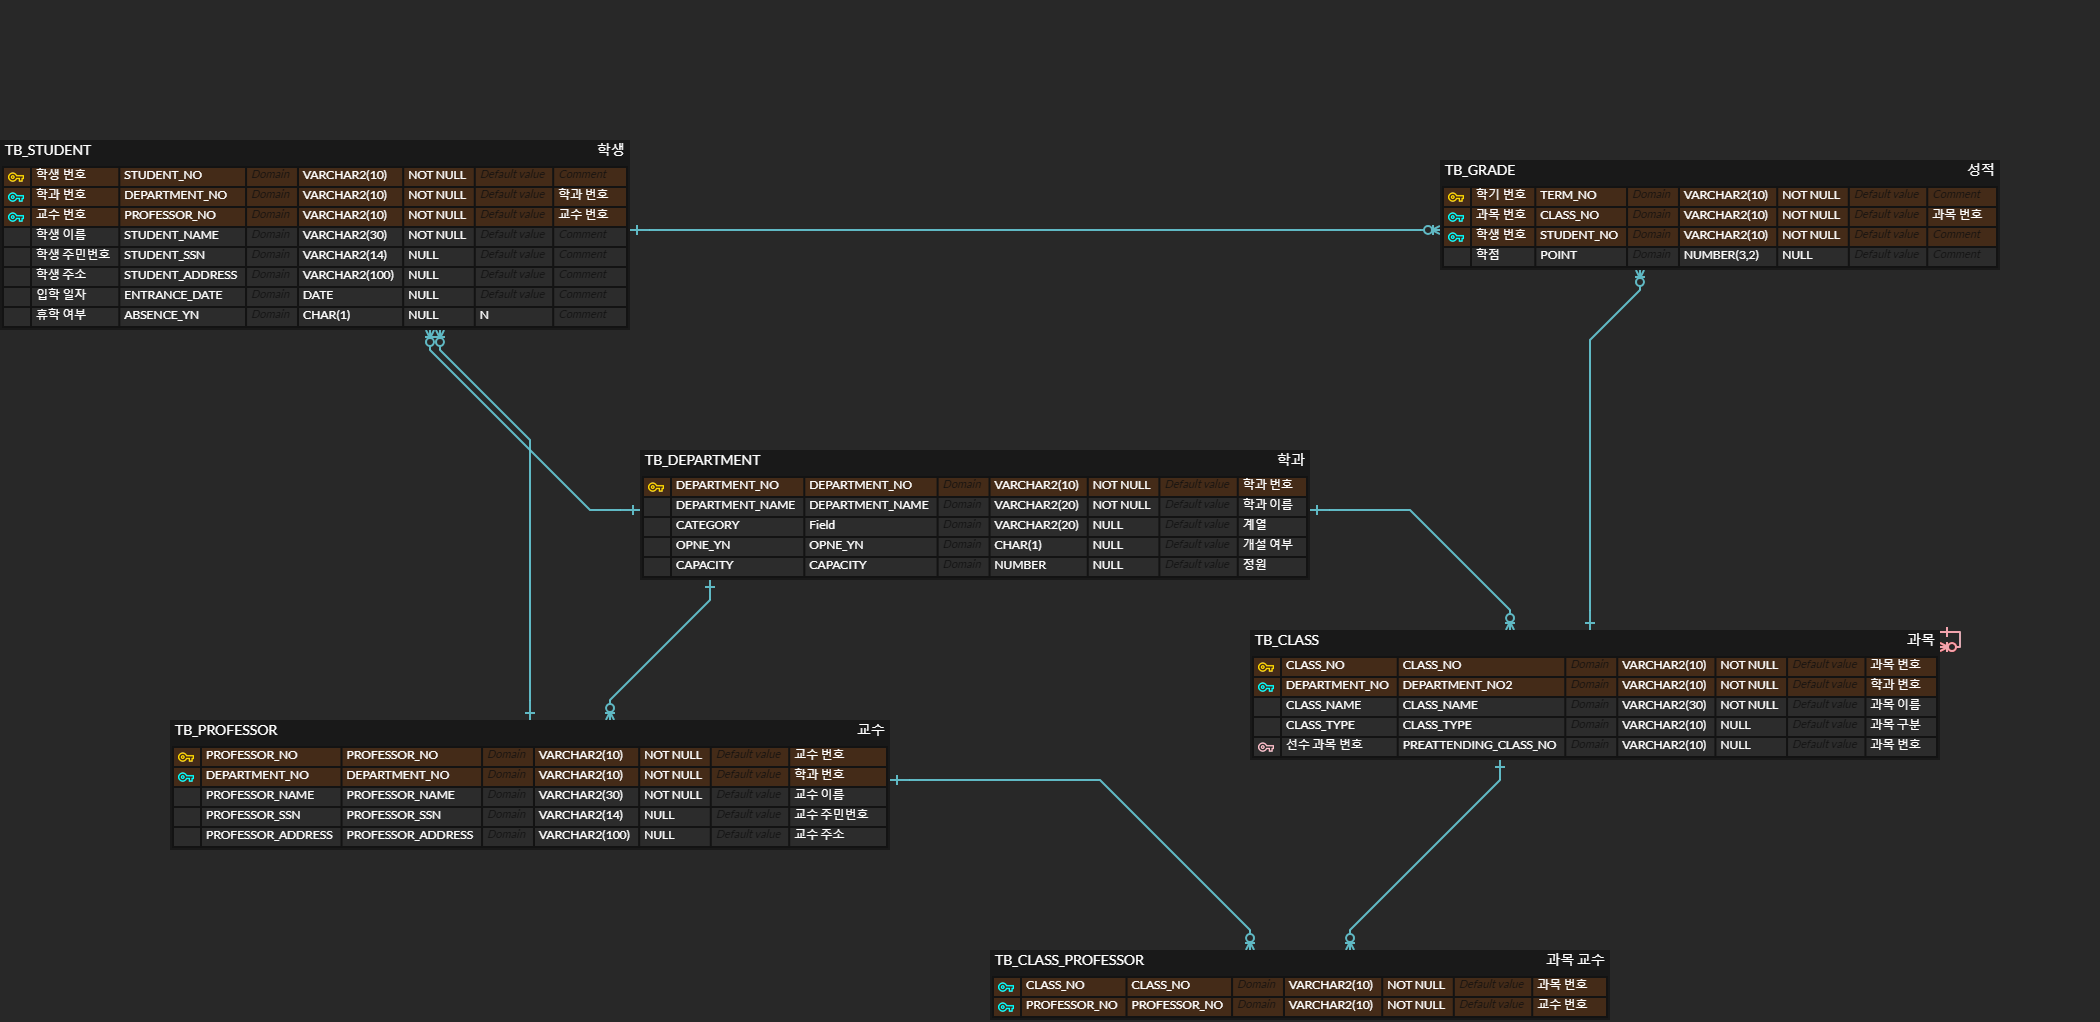 TB_STUDENT 학생
학생 번호 STUDENT_NO Domain VARCHAR2(10) NOT NULL Default value Comment
학과 번호 DEPARTMENT_NO Domain VARCHAR2(10) NOT NULL Default value 학과 번호
교수 번호 PROFESSOR_NO Domain VARCHAR2(10) NOT NULL Default value 교수 번호
학생 이름 STUDENT_NAME Domain VARCHAR2(30) NOT NULL Default value Comment
학생 주민번호 STUDENT_SSN Domain VARCHAR2(14) NULL Default value Comment
학생 주소 STUDENT_ADDRESS Domain VARCHAR2(100) NULL Default value Comment
입학 일자 ENTRANCE_DATE Domain DATE NULL Default value Comment
휴학 여부 ABSENCE_YN Domain CHAR(1) NULL N Comment
TB_GRADE 성적
학기 번호 TERM_NO Domain VARCHAR2(10) NOT NULL Default value Comment
과목 번호 CLASS_NO Domain VARCHAR2(10) NOT NULL Default value 과목 번호
학생 번호 STUDENT_NO Domain VARCHAR2(10) NOT NULL Default value Comment
학점 POINT Domain NUMBER(3,2) NULL Default value Comment
TB_DEPARTMENT 학과
DEPARTMENT_NO DEPARTMENT_NO Domain VARCHAR2(10) NOT NULL Default value 학과 번호
DEPARTMENT_NAME DEPARTMENT_NAME Domain VARCHAR2(20) NOT NULL Default value 학과 이름
CATEGORY Field Domain VARCHAR2(20) NULL Default value 계열
OPNE_YN OPNE_YN Domain CHAR(1) NULL Default value 개설 여부
CAPACITY CAPACITY Domain NUMBER NULL Default value 정원
TB_CLASS 과목
CLASS_NO CLASS_NO Domain VARCHAR2(10) NOT NULL Default value 과목 번호
DEPARTMENT_NO DEPARTMENT_NO2 Domain VARCHAR2(10) NOT NULL Default value 학과 번호
CLASS_NAME CLASS_NAME Domain VARCHAR2(30) NOT NULL Default value 과목 이름
CLASS_TYPE CLASS_TYPE Domain VARCHAR2(10) NULL Default value 과목 구분
선수 과목 번호 PREATTENDING_CLASS_NO Domain VARCHAR2(10) NULL Default value 과목 번호
TB_PROFESSOR 교수
PROFESSOR_NO PROFESSOR_NO Domain VARCHAR2(10) NOT NULL Default value 교수 번호
DEPARTMENT_NO DEPARTMENT_NO Domain VARCHAR2(10) NOT NULL Default value 학과 번호
PROFESSOR_NAME PROFESSOR_NAME Domain VARCHAR2(30) NOT NULL Default value 교수 이름
PROFESSOR_SSN PROFESSOR_SSN Domain VARCHAR2(14) NULL Default value 교수 주민번호
PROFESSOR_ADDRESS PROFESSOR_ADDRESS Domain VARCHAR2(100) NULL Default value 교수 주소
TB_CLASS_PROFESSOR 과목 교수
CLASS_NO CLASS_NO Domain VARCHAR2(10) NOT NULL Default value 과목 번호
PROFESSOR_NO PROFESSOR_NO Domain VARCHAR2(10) NOT NULL Default value 교수 번호